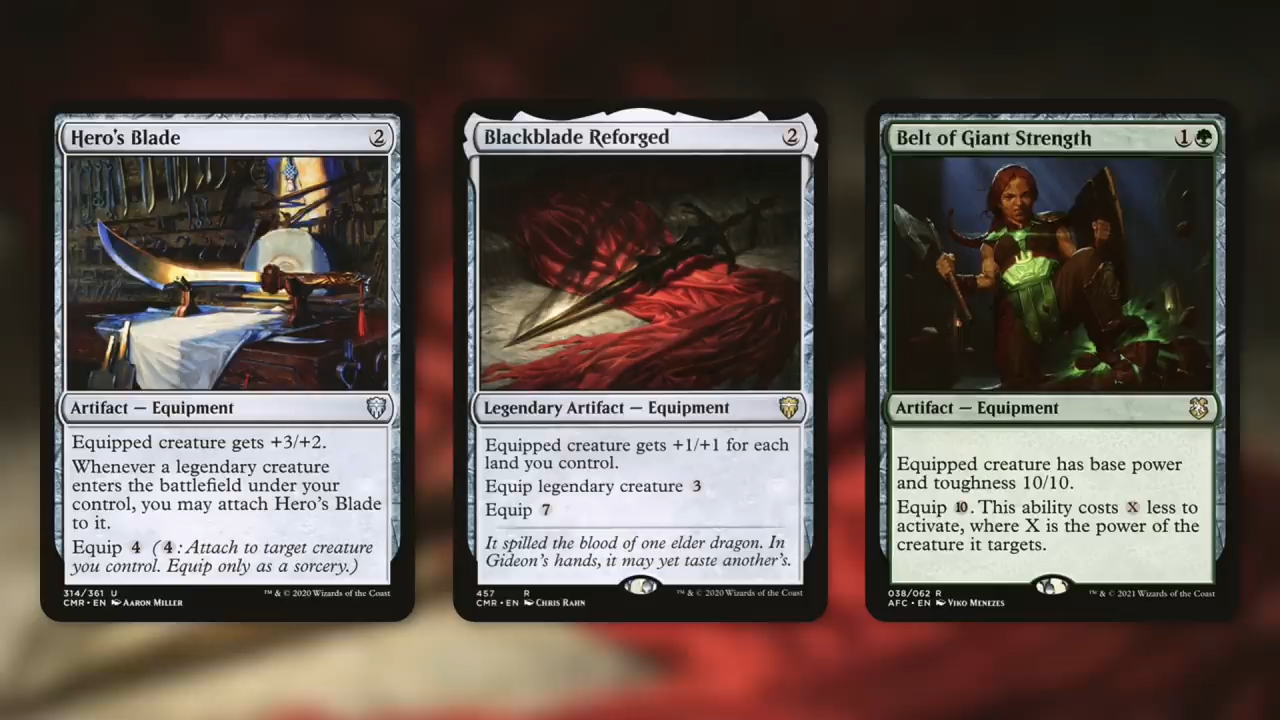 Hero's Blade 2
Artifact — Equipment
Equipped creature gets +3/+2.
Whenever a legendary creature
enters the battlefield under your
control, you may attach Hero's Blade
to it.
Equip 4 (4: Attach to target creature
you control. Equip only as a sorcery.)
314/361 U
CMR • EN Aaron Miller
™ & © 2020 Wizards of the Coast
Blackblade Reforged 2
Legendary Artifact — Equipment
Equipped creature gets +1/+1 for each
land you control.
Equip legendary creature 3
Equip 7
It spilled the blood of one elder dragon. In
Gideon's hands, it may yet taste another's.
457 R
CMR • EN Chris Rahn
™ & © 2020 Wizards of the Coast
Belt of Giant Strength 1
Artifact — Equipment
Equipped creature has base power
and toughness 10/10.
Equip 10. This ability costs X less to
activate, where X is the power of the
creature it targets.
038/062 R
AFC • EN Viko Menezes
™ & © 2021 Wizards of the Coast